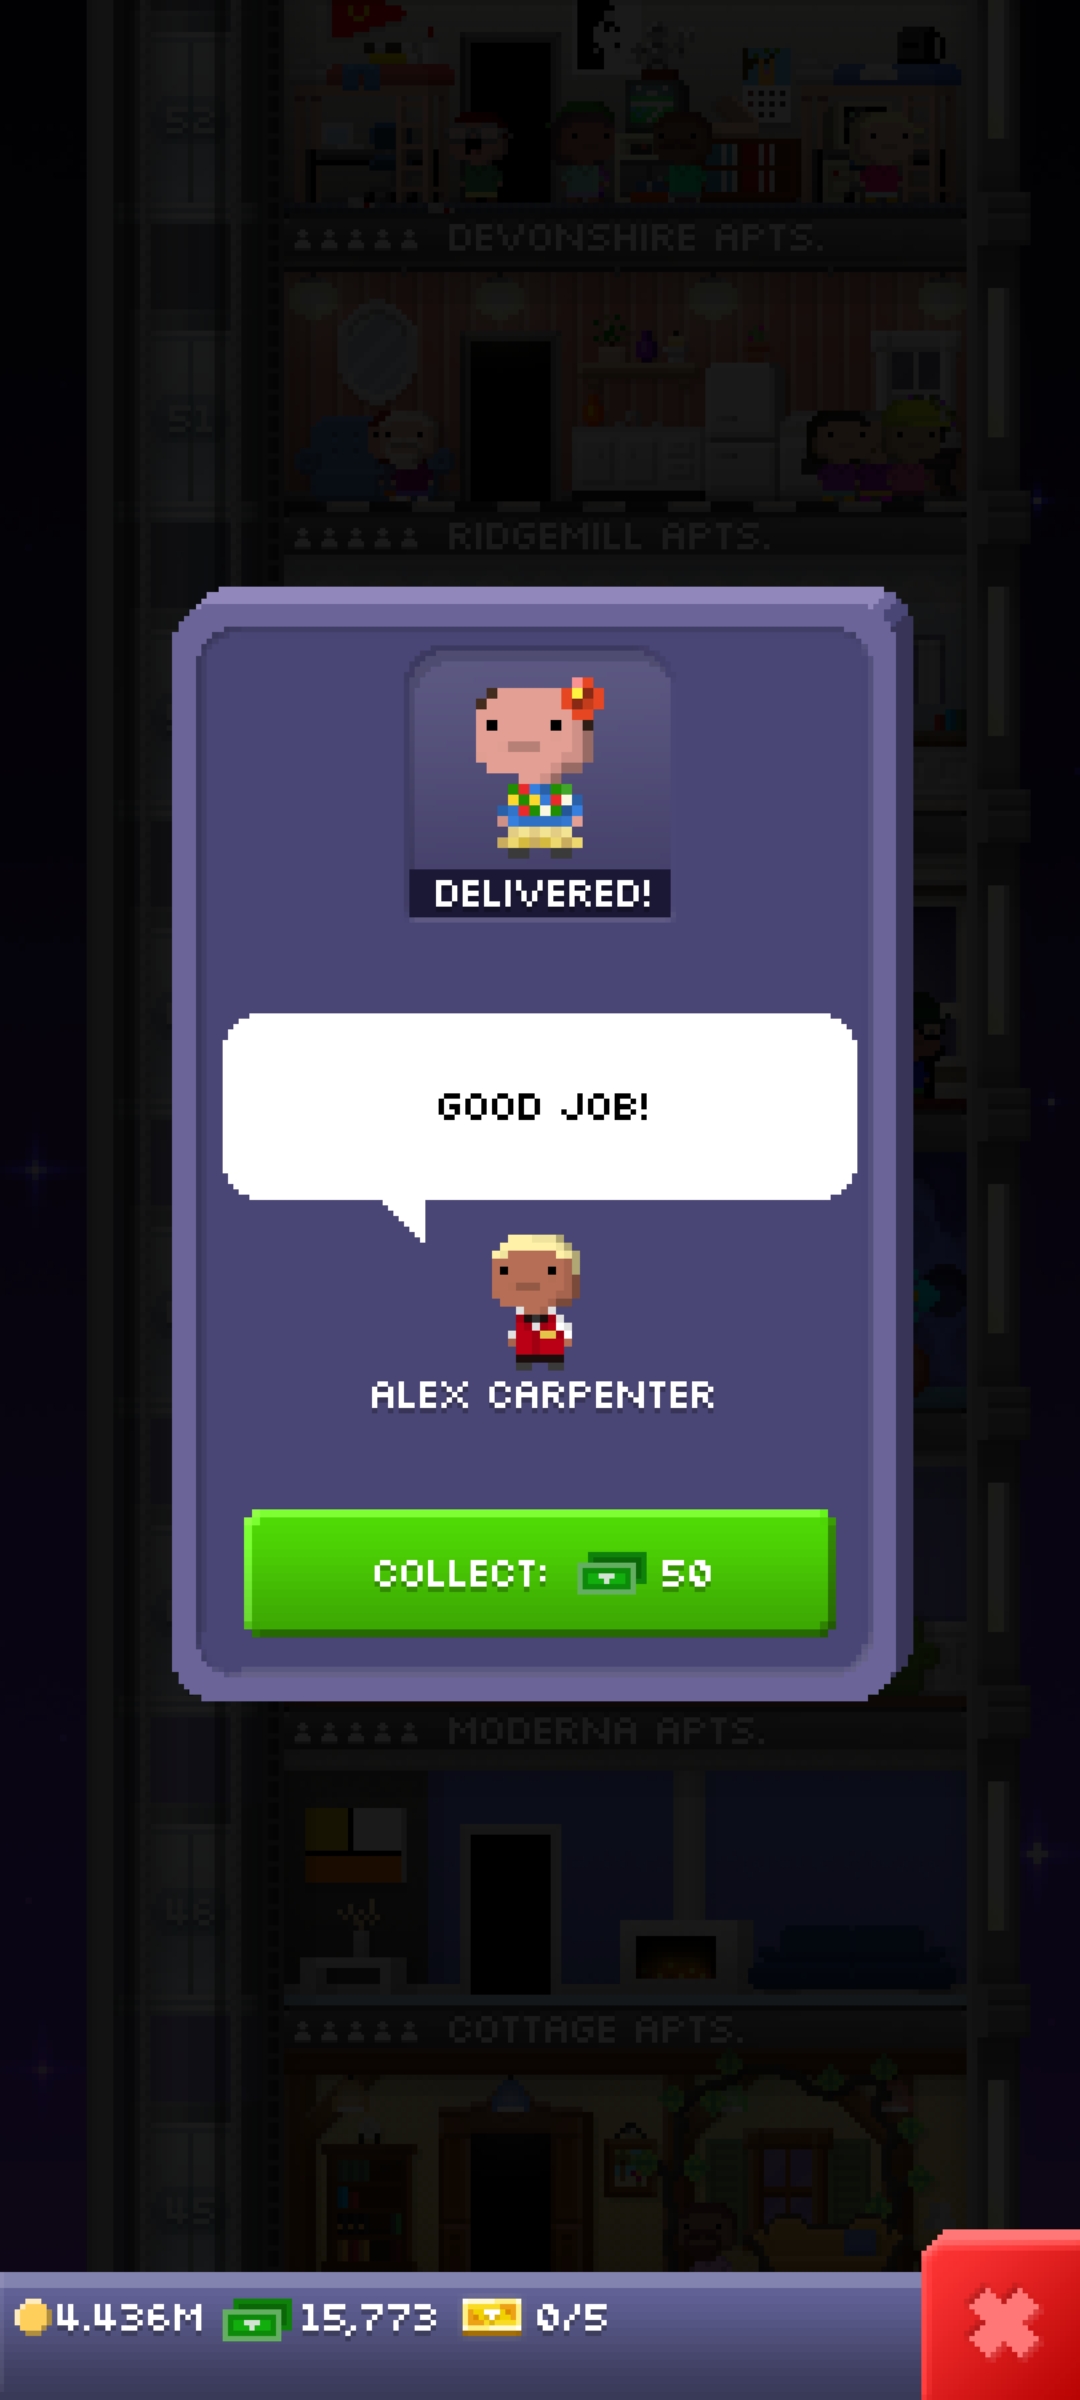 52
DEVONSHIRE APTS.
51
RIDGEMILL APTS.
DELIVERED!
GOOD JOB!
ALEX CARPENTER
COLLECT: 50
MODERNA APTS.
46
COTTAGE APTS.
45
4.436M 15,773 0/5